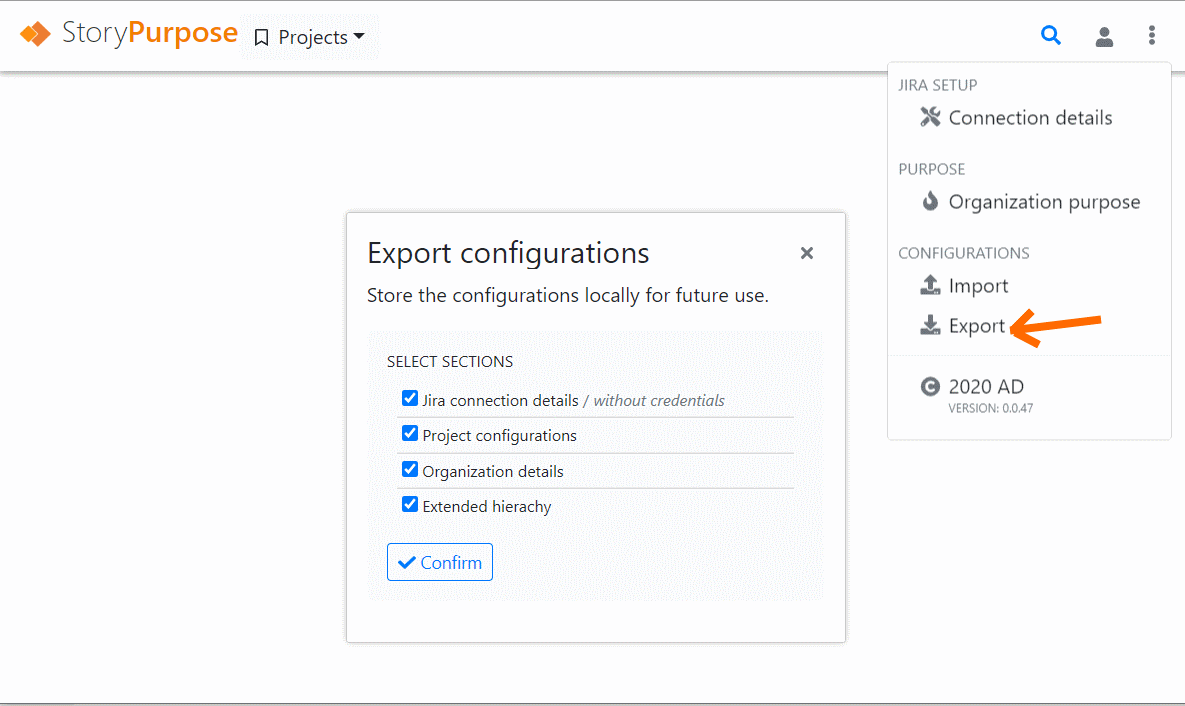 StoryPurpose Projects
JIRA SETUP
Connection details
PURPOSE
Organization purpose
CONFIGURATIONS
Import
Export
2020 AD
VERSION: 0.0.47
Export configurations
Store the configurations locally for future use.
SELECT SECTIONS
Jira connection details / without credentials
Project configurations
Organization details
Extended hierachy
Confirm